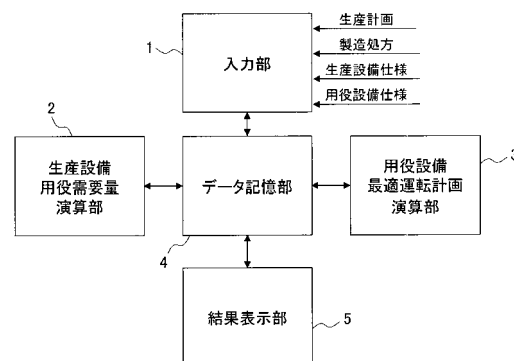 生産計画
製造処方
生産設備仕様
用役設備仕様
1
入力部
2
生産設備
用役需要量
演算部
データ記憶部
4
用役設備
最適運転計画
演算部
3
結果表示部
5